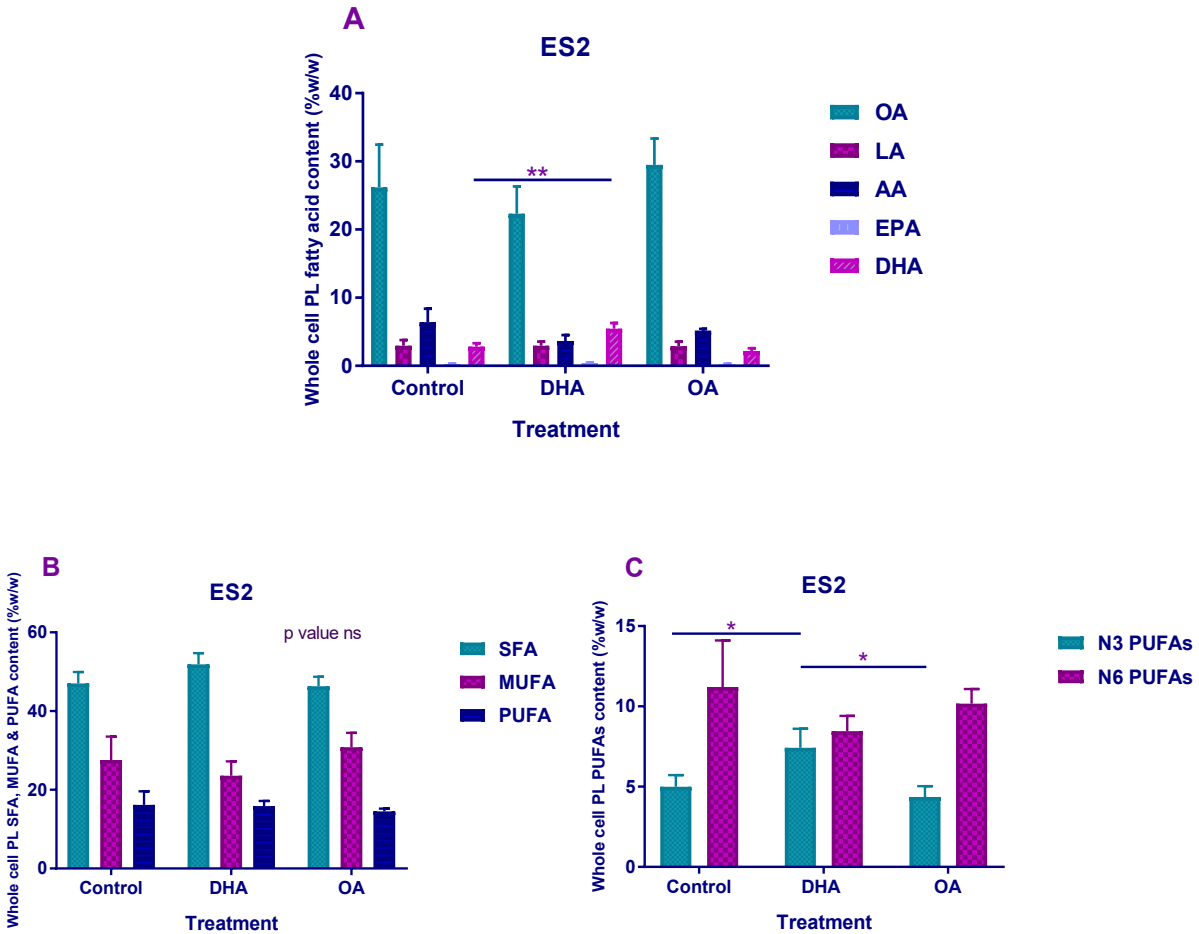 A
ES2
Whole cell PL fatty acid content (%w/w)
40
30
20
10
0
**
Control
DHA
OA
Treatment
OA
LA
AA
EPA
DHA
B
ES2
Whole cell PL SFA, MUFA & PUFA content (%w/w)
60
40
20
0
p value ns
Control
DHA
OA
Treatment
SFA
MUFA
PUFA
C
ES2
Whole cell PL PUFAs content (%w/w)
15
10
5
0
*
*
Control
DHA
OA
Treatment
N3 PUFAs
N6 PUFAs